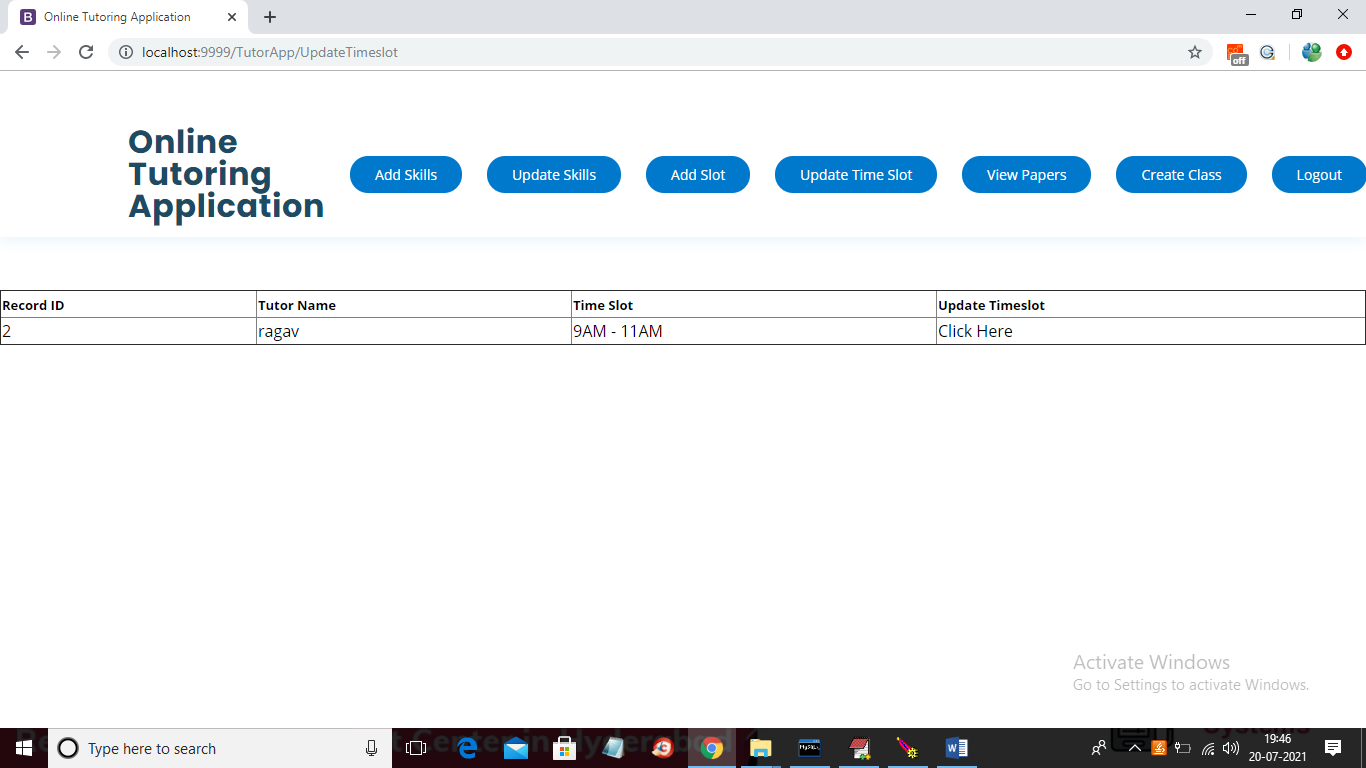 B Online Tutoring Application
localhost:9999/TutorApp/UpdateTimeslot
off
Online
Tutoring
Application
Add Skills Update Skills Add Slot Update Time Slot View Papers Create Class Logout
Record ID Tutor Name Time Slot Update Timeslot
2 ragav 9AM - 11AM Click Here
Activate Windows
Go to Settings to activate Windows.
Type here to search
MySQL
19:46
20-07-2021